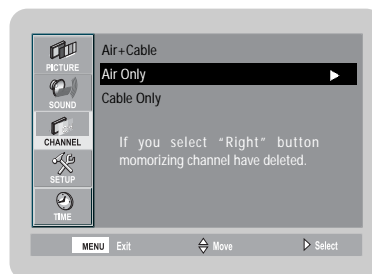 PICTURE
SOUND
CHANNEL
SETUP
TIME
Air+Cable
Air Only
Cable Only
If you select “Right” button
momorizing channel have deleted.
MENU Exit Move Select